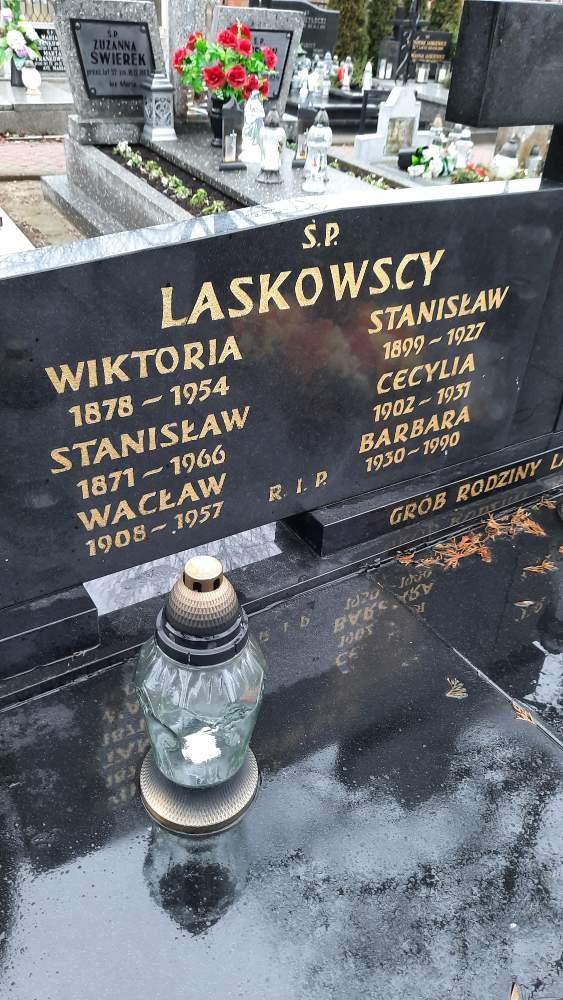 Ś.P.
ZUZANNA
ŚWIEREK
Ś.P.
LASKOWSCY
WIKTORIA
1878 ~ 1954
STANISŁAW
1871 ~ 1966
WACŁAW
1908 ~ 1957
STANISŁAW
1899 ~ 1927
CECYLIA
1902 ~ 1931
BARBARA
1930 - 1990
R. I. P.
GRÓB RODZINY